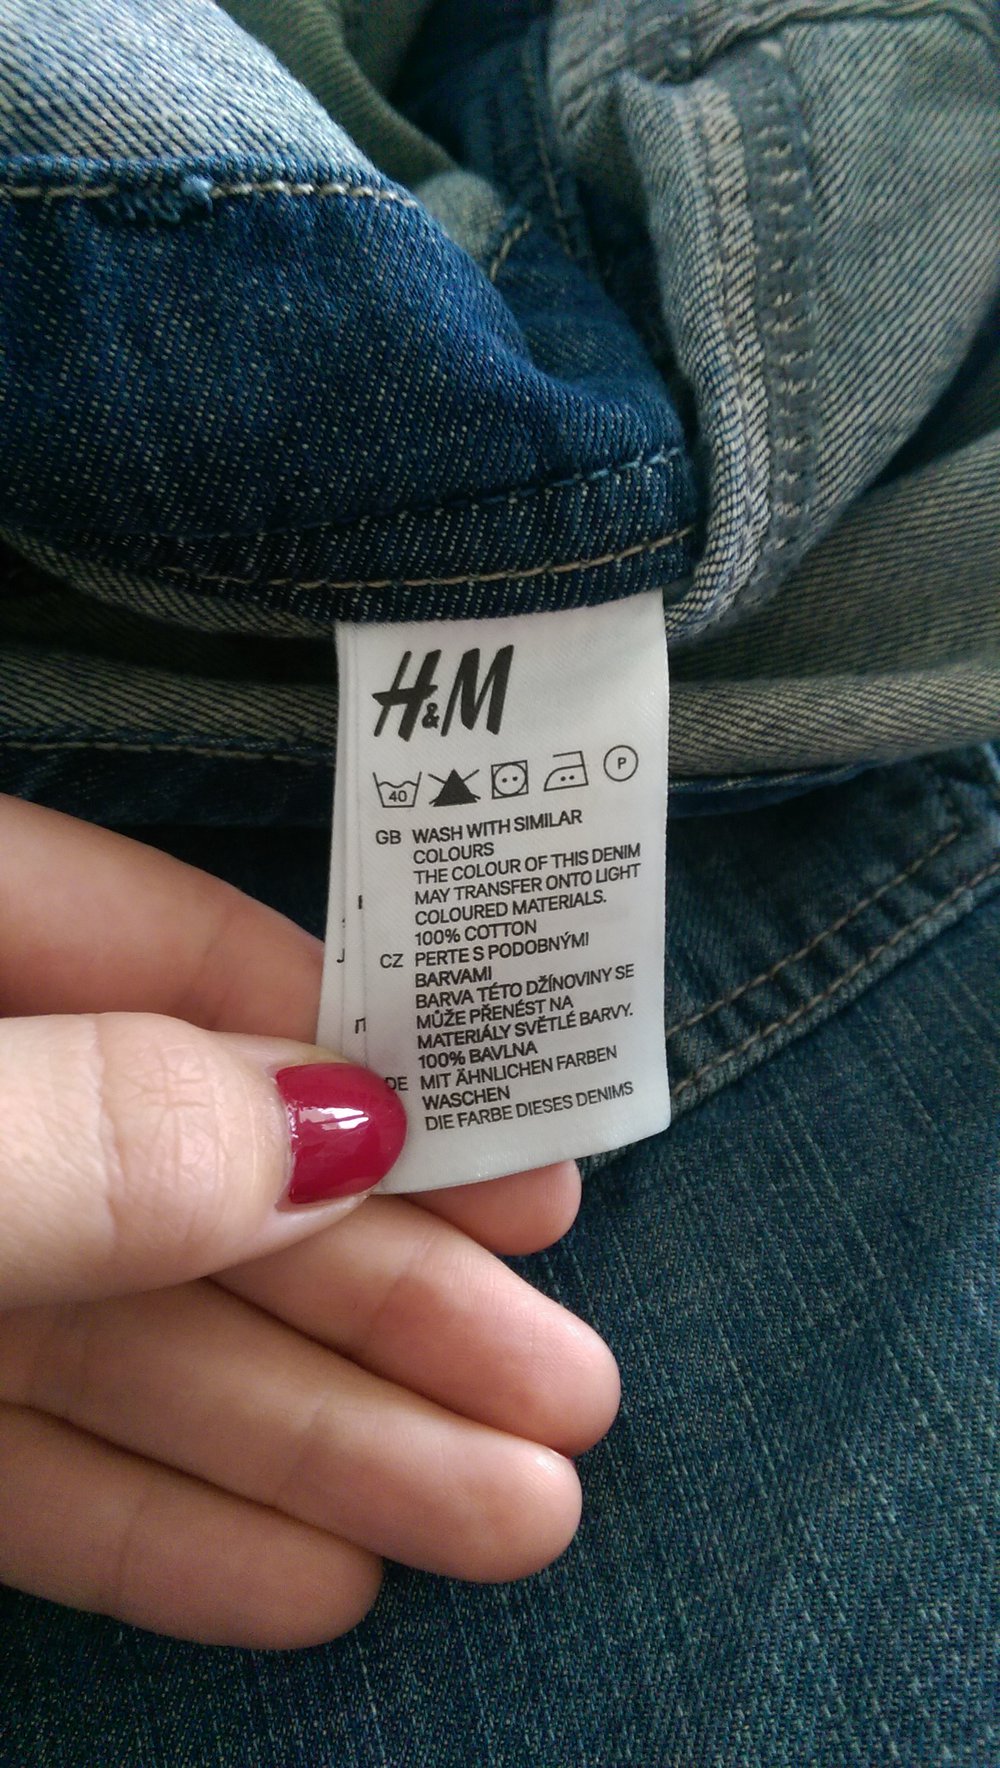 H&M
40 P
GB WASH WITH SIMILAR
COLOURS
THE COLOUR OF THIS DENIM
MAY TRANSFER ONTO LIGHT
COLOURED MATERIALS.
100% COTTON
CZ PERTE S PODOBNÝMI
BARVAMI
BARVA TÉTO DŽÍNOVINY SE
MŮŽE PŘENÉST NA
MATERIÁLY SVĚTLÉ BARVY.
100% BAVLNA
DE MIT ÄHNLICHEN FARBEN
WASCHEN
DIE FARBE DIESES DENIMS